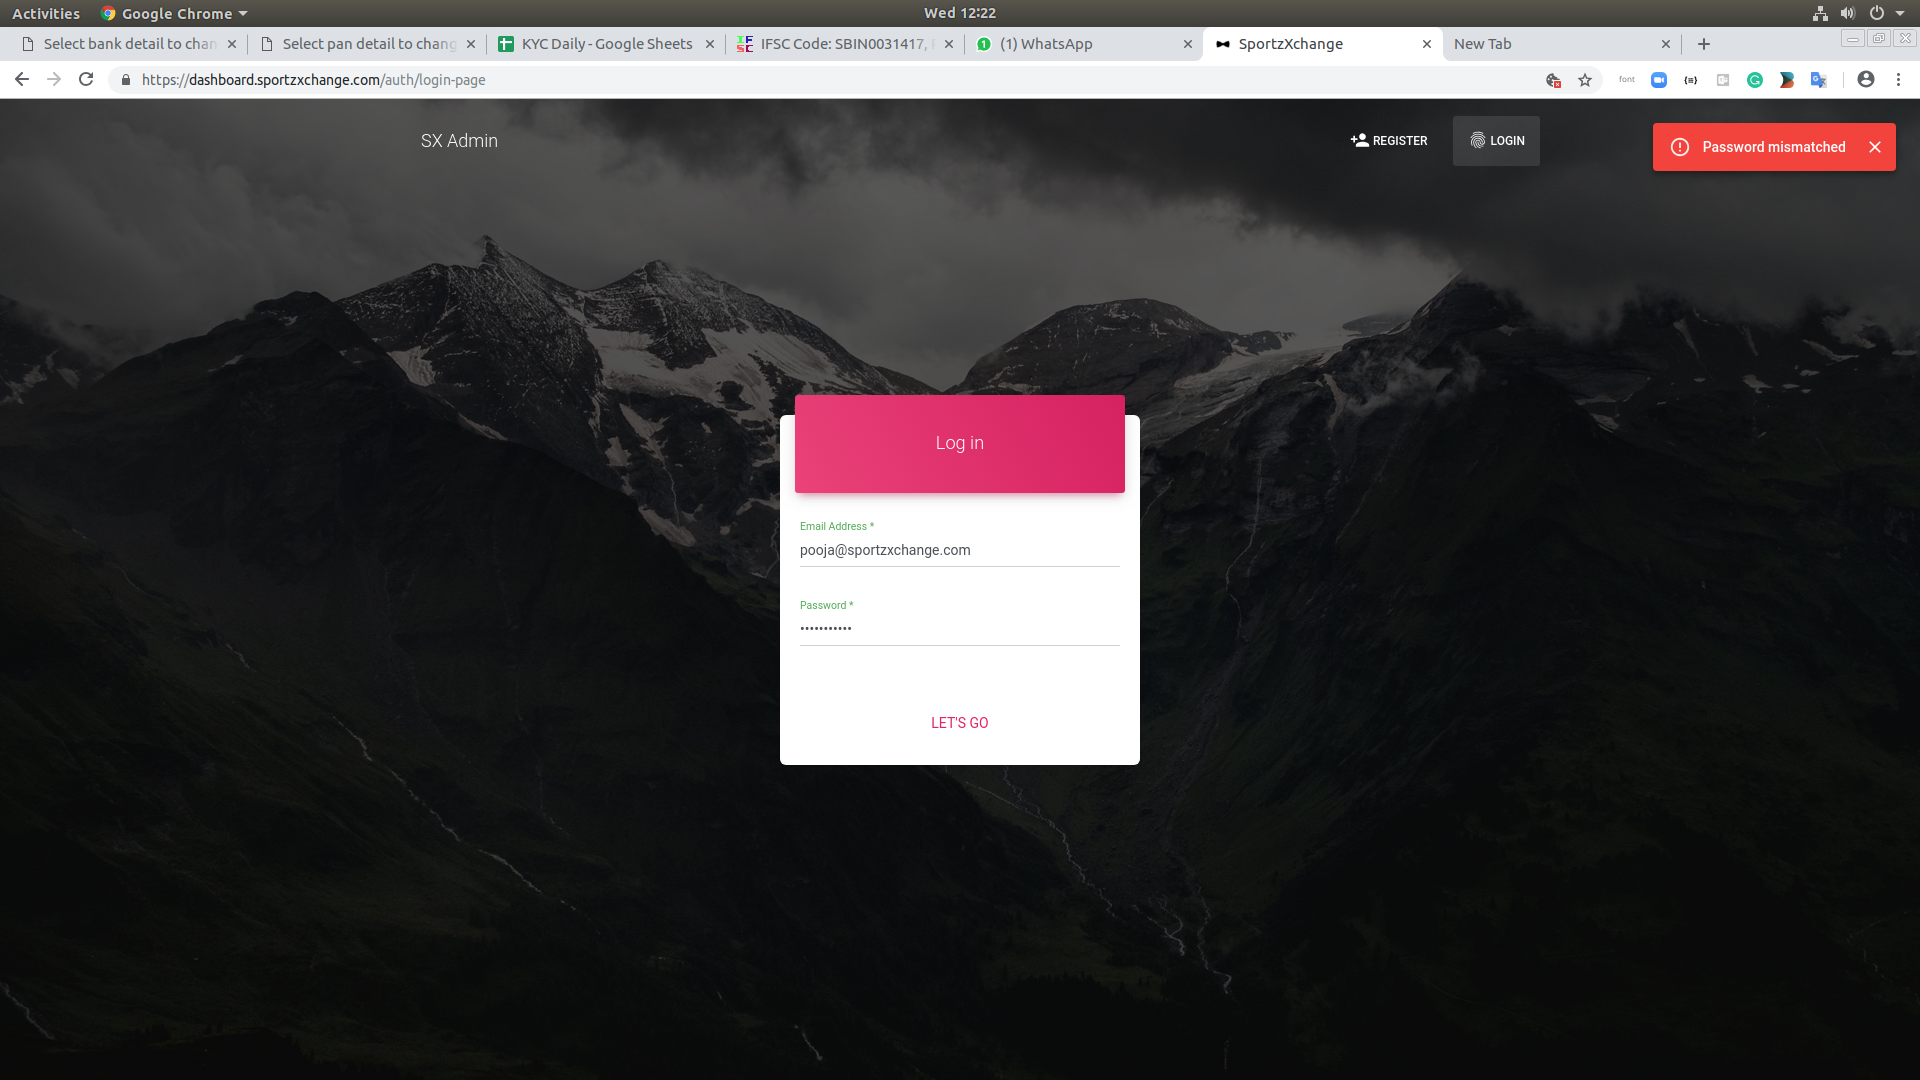 Activities
Google Chrome
Wed 12:22
Select bank detail to chan
Select pan detail to chang
KYC Daily - Google Sheets
IFSC Code: SBIN0031417,
(1) WhatsApp
SportzXchange
New Tab
https://dashboard.sportzxchange.com/auth/login-page
font
SX Admin
REGISTER
LOGIN
Password mismatched
Log in
Email Address *
pooja@sportzxchange.com
Password *
•••••••••••
LET'S GO